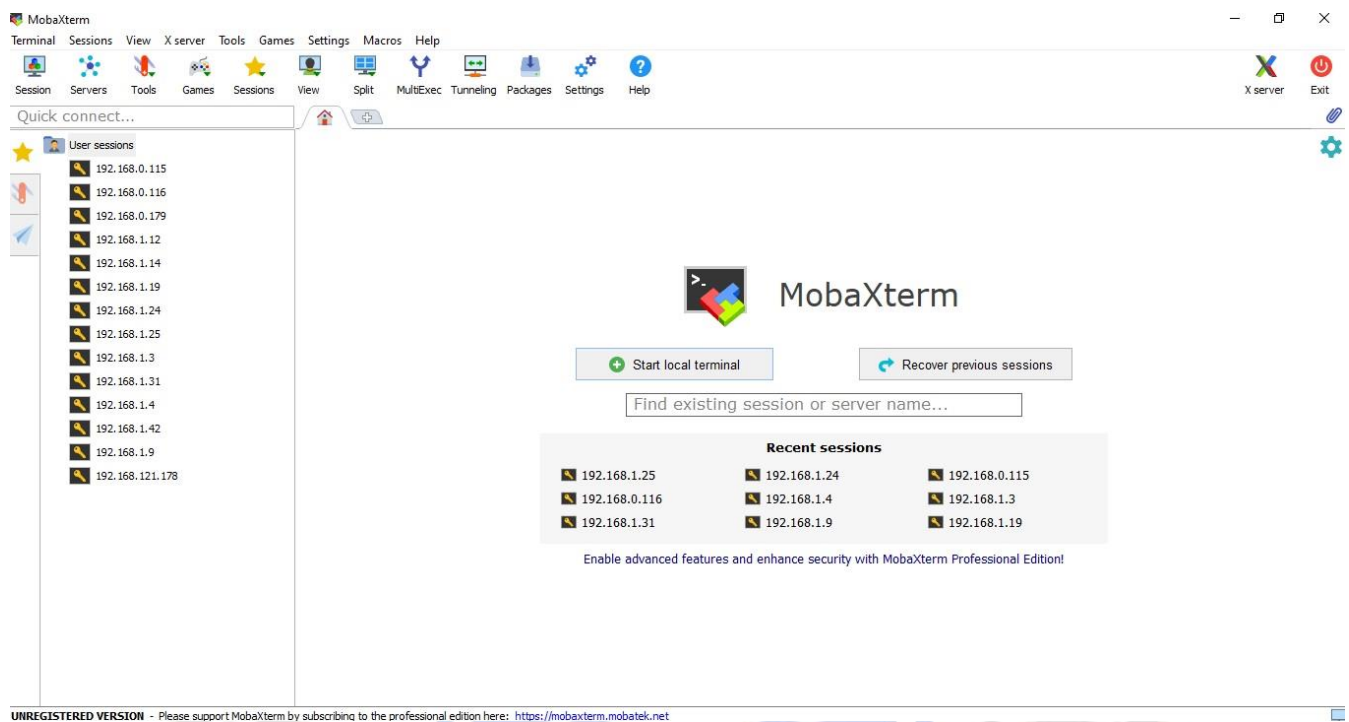 MobaXterm
Terminal Sessions View X server Tools Games Settings Macros Help
Session Servers Tools Games Sessions View Split MultiExec Tunneling Packages Settings Help X server Exit
Quick connect...
User sessions
192.168.0.115
192.168.0.116
192.168.0.179
192.168.1.12
192.168.1.14
192.168.1.19
192.168.1.24
192.168.1.25
192.168.1.3
192.168.1.31
192.168.1.4
192.168.1.42
192.168.1.9
192.168.121.178
MobaXterm
Start local terminal Recover previous sessions
Find existing session or server name...
Recent sessions
192.168.1.25 192.168.1.24 192.168.0.115
192.168.0.116 192.168.1.4 192.168.1.3
192.168.1.31 192.168.1.9 192.168.1.19
Enable advanced features and enhance security with MobaXterm Professional Edition!
UNREGISTERED VERSION - Please support MobaXterm by subscribing to the professional edition here: https://mobaxterm.mobatek.net